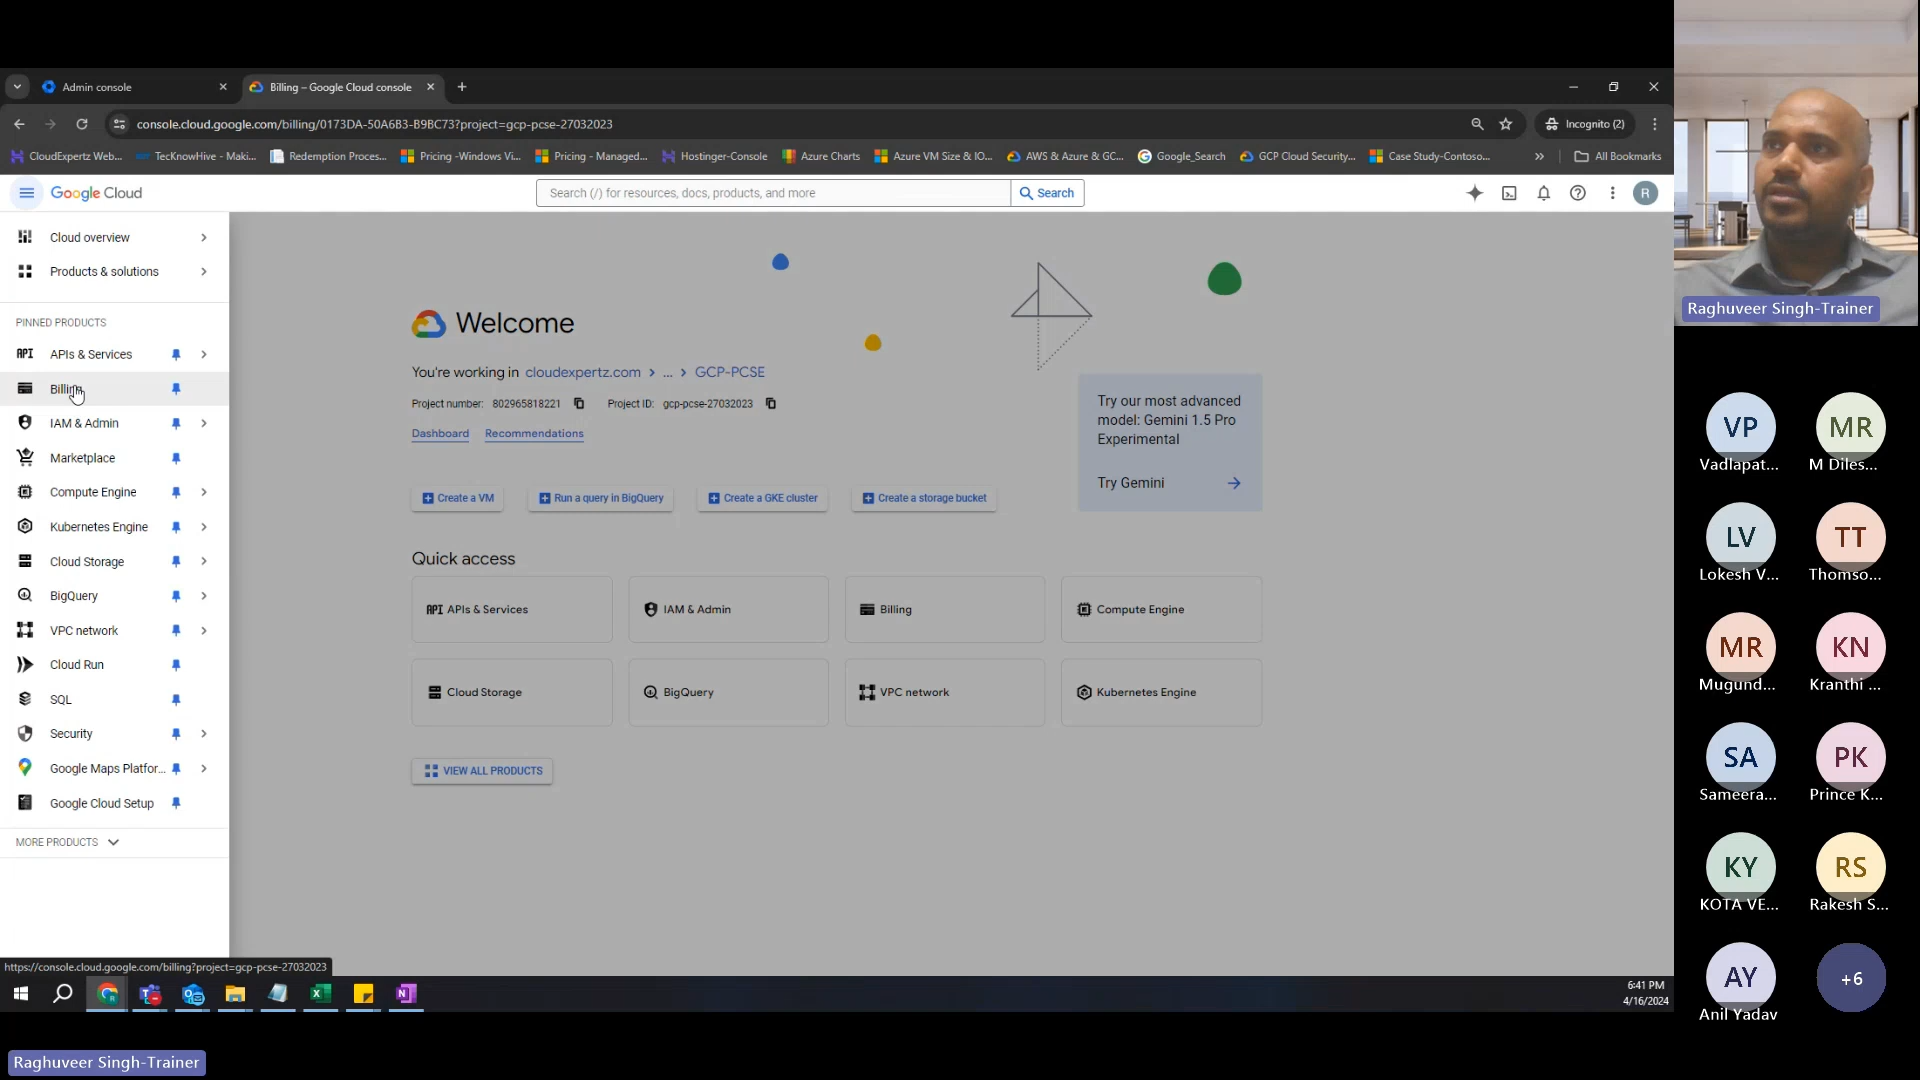 Admin console
Billing – Google Cloud console
console.cloud.google.com/billing/0173DA-50A6B3-B9BC73?project=gcp-pcse-27032023
Incognito (2)
CloudExpertz Web...
TecKnowHive - Maki...
Redemption Proces...
Pricing -Windows Vi...
Pricing - Managed...
Hostinger-Console
Azure Charts
Azure VM Size & IO...
AWS & Azure & GC...
Google_Search
GCP Cloud Security...
Case Study-Contoso...
»
All Bookmarks
Google Cloud
Search (/) for resources, docs, products, and more
Search
R
Cloud overview
Products & solutions
PINNED PRODUCTS
API APIs & Services
Billing
IAM & Admin
Marketplace
Compute Engine
Kubernetes Engine
Cloud Storage
BigQuery
VPC network
Cloud Run
SQL
Security
Google Maps Platfor...
Google Cloud Setup
MORE PRODUCTS
https://console.cloud.google.com/billing?project=gcp-pcse-27032023
Welcome
You're working in cloudexpertz.com > ... > GCP-PCSE
Project number: 802965818221 Project ID: gcp-pcse-27032023
Dashboard Recommendations
Create a VM
Run a query in BigQuery
Create a GKE cluster
Create a storage bucket
Try our most advanced
model: Gemini 1.5 Pro
Experimental
Try Gemini
Quick access
API APIs & Services
IAM & Admin
Billing
Compute Engine
Cloud Storage
BigQuery
VPC network
Kubernetes Engine
VIEW ALL PRODUCTS
6:41 PM
4/16/2024
Raghuveer Singh-Trainer
Raghuveer Singh-Trainer
VP
Vadlapat...
MR
M Diles...
LV
Lokesh V...
TT
Thomso...
MR
Mugund...
KN
Kranthi ...
SA
Sameera...
PK
Prince K...
KY
KOTA VE...
RS
Rakesh S...
AY
Anil Yadav
+6